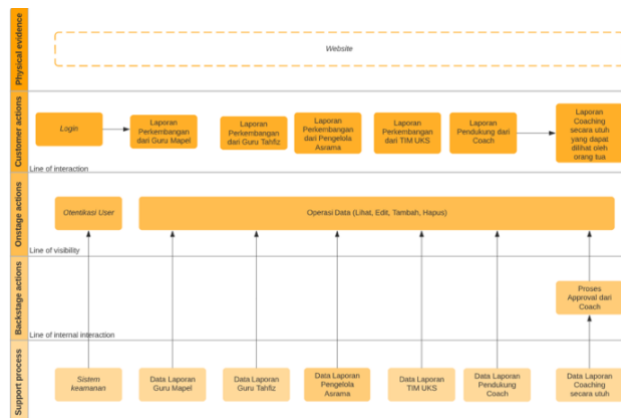 Physical evidence
Website
Customer actions
Login
Laporan
Perkembangan
dari Guru Mapel
Laporan
Perkembangan
dari Guru Tahfiz
Laporan
Perkembangan
dari Pengelola
Asrama
Laporan
Perkembangan
dari TIM UKS
Laporan
Pendukung dari
Coach
Laporan
Coaching
secara utuh
yang dapat
dilihat oleh
orang tua
Line of interaction
Onstage actions
Otentikasi User
Operasi Data (Lihat, Edit, Tambah, Hapus)
Line of visibility
Backstage actions
Proses
Approval dari
Coach
Line of internal interaction
Support process
Sistem
keamanan
Data Laporan
Guru Mapel
Data Laporan
Guru Tahfiz
Data Laporan
Pengelola
Asrama
Data Laporan
TIM UKS
Data Laporan
Pendukung
Coach
Data Laporan
Coaching
secara utuh